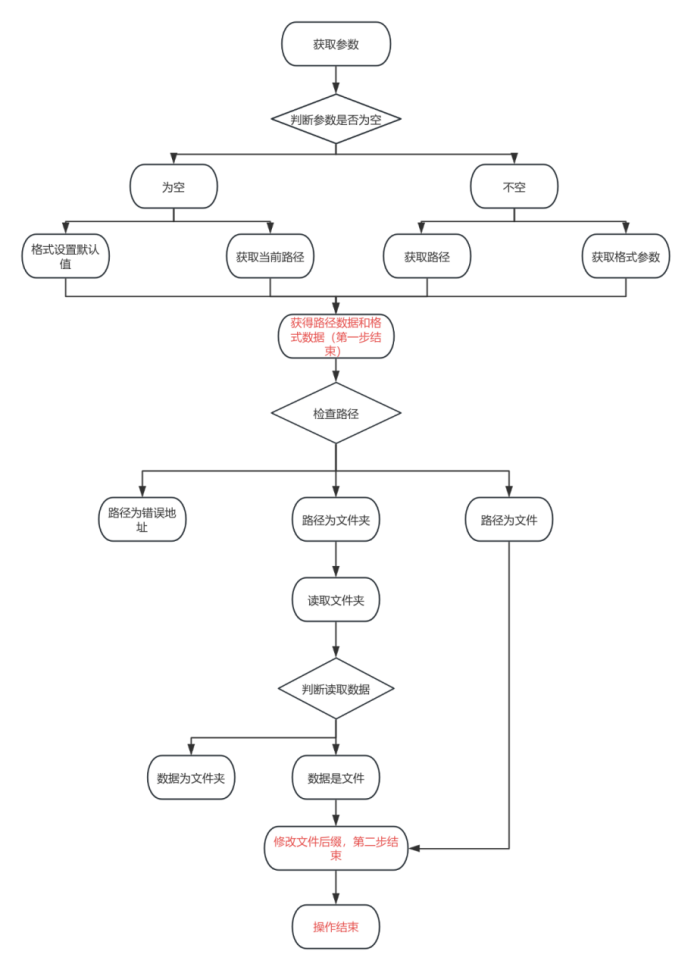 获取参数
判断参数是否为空
为空
不空
格式设置默认
值
获取当前路径
获取路径
获取格式参数
获得路径数据和格
式数据（第一步结
束）
检查路径
路径为错误地
址
路径为文件夹
路径为文件
读取文件夹
判断读取数据
数据为文件夹
数据是文件
修改文件后缀，第二步结
束
操作结束